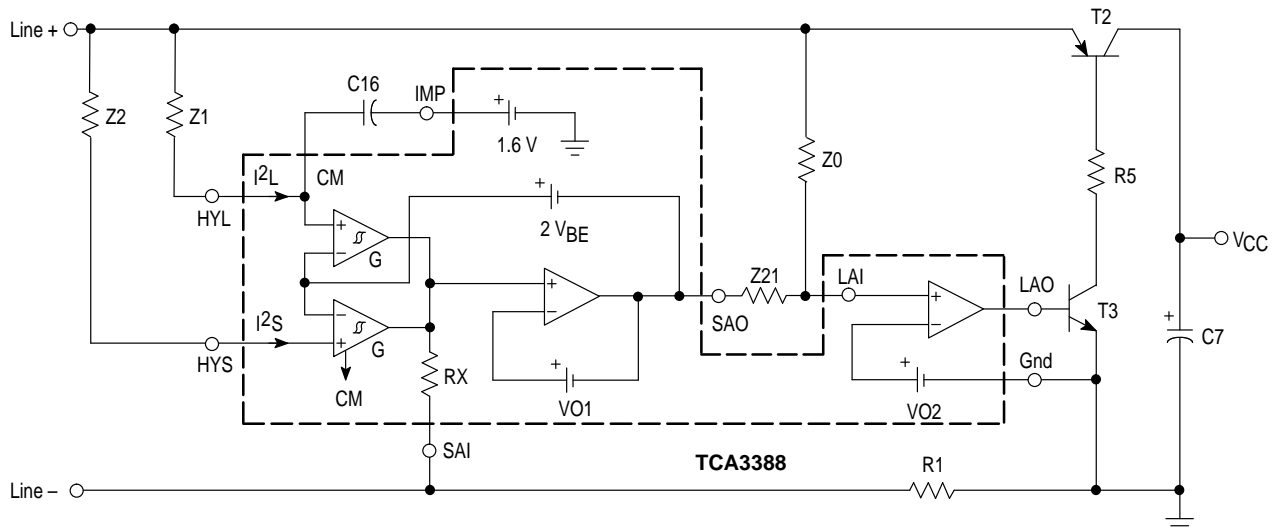 Line +
T2
C16
IMP
+
1.6 V
Z2
Z1
Z0
R5
I2L
CM
HYL
+
2 VBE
+
G
–
VCC
Z21
LAI
LAO
T3
+
–
SAO
+
–
I2S
–
+
G
HYS
CM
RX
+
VO1
+
VO2
Gnd
+
C7
SAI
TCA3388
R1
Line –